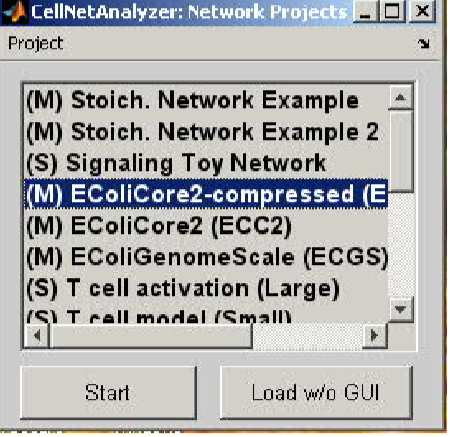 CellNetAnalyzer: Network Projects
Project
(M) Stoich. Network Example
(M) Stoich. Network Example 2
(S) Signaling Toy Network
(M) EColiCore2-compressed (E
(M) EColiCore2 (ECC2)
(M) EColiGenomeScale (ECGS)
(S) T cell activation (Large)
(S) T cell model (Small)
Start
Load w/o GUI